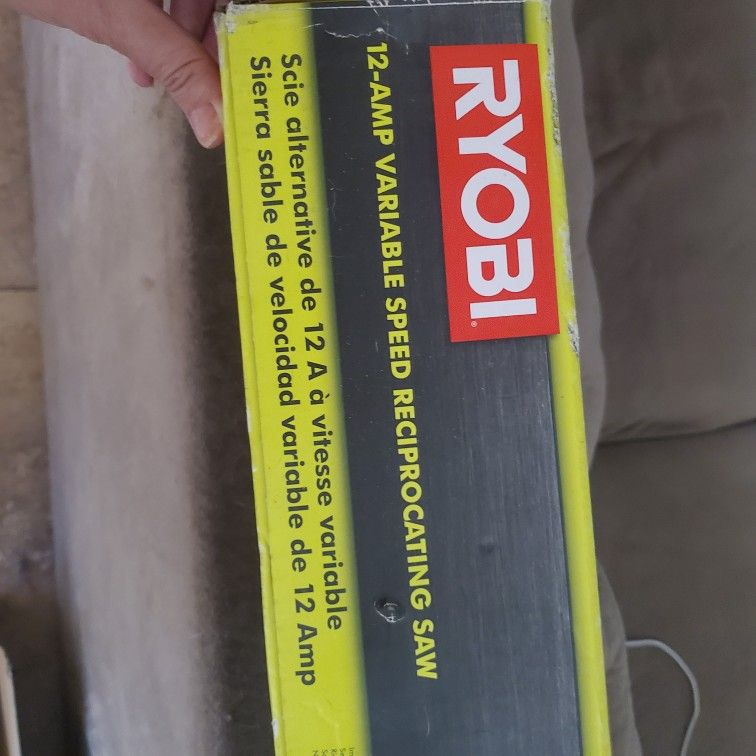 RYOBI
12-AMP VARIABLE SPEED RECIPROCATING SAW
Scie alternative de 12 A à vitesse variable
Sierra sable de velocidad variable de 12 Amp